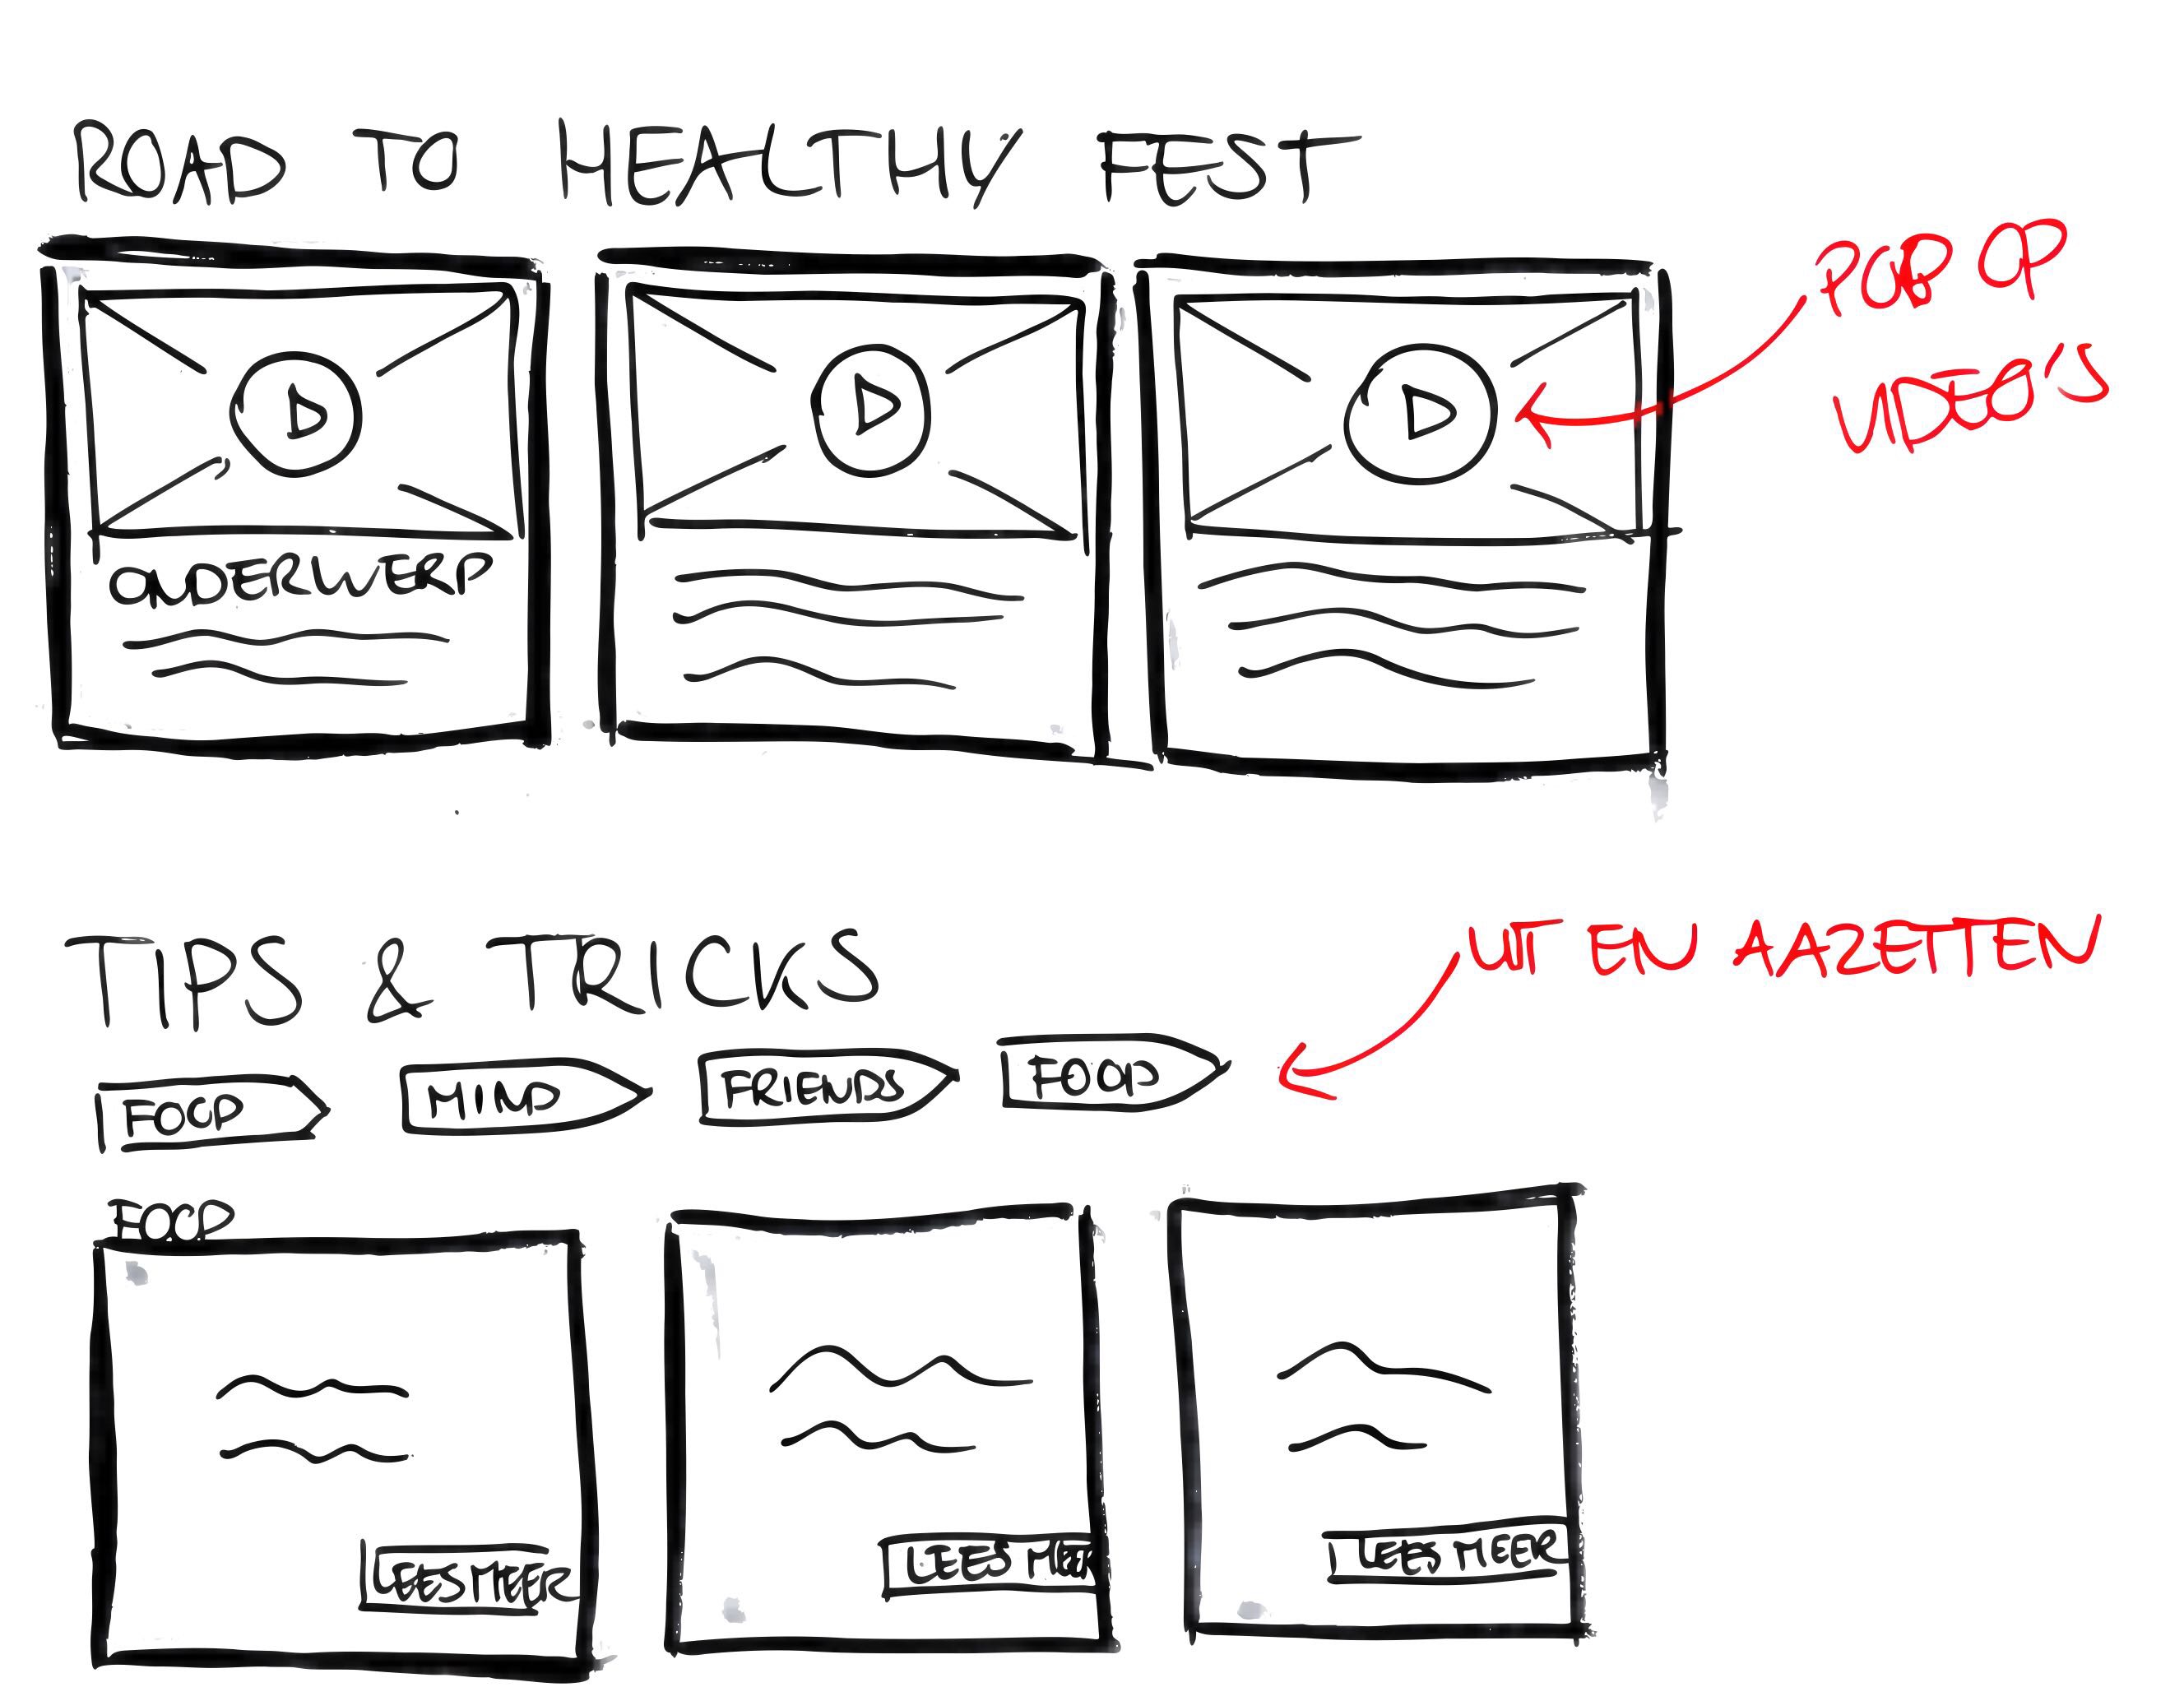 ROAD TO HEALTHY FEST
POP OP
VIDEO'S
ONDERWERP
TIPS & TRICKS
UIT EN AAZETTEN
FOOD
MIND
FRIENDS
FOOD
FOOD
LEES MEER
LEES MEER
LEES MEER